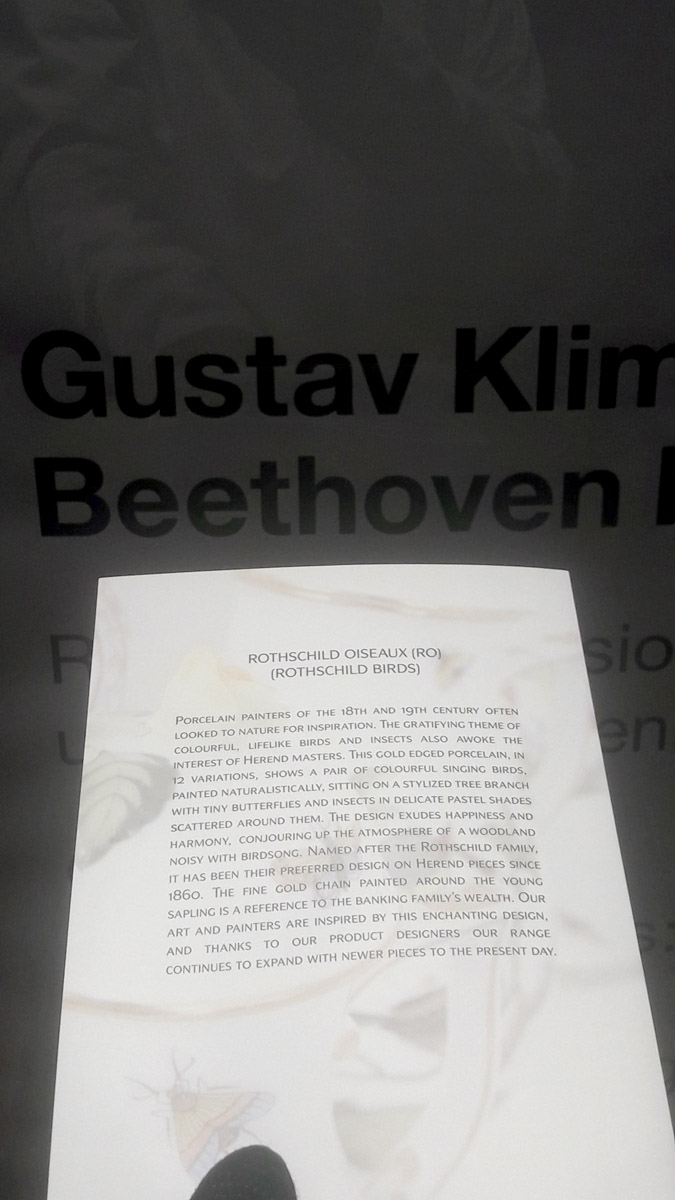 Gustav
Beethoven
ROTHSCHILD OISEAUX (RO)
(ROTHSCHILD BIRDS)
PORCELAIN PAINTERS OF THE 18TH AND 19TH CENTURY OFTEN
LOOKED TO NATURE FOR INSPIRATION. THE GRATIFYING THEME OF
COLOURFUL, LIFELIKE BIRDS AND INSECTS ALSO AWOKE THE
INTEREST OF HEREND MASTERS. THIS GOLD EDGED PORCELAIN, IN
12 VARIATIONS, SHOWS A PAIR OF COLOURFUL SINGING BIRDS,
PAINTED NATURALISTICALLY, SITTING ON A STYLIZED TREE BRANCH
WITH TINY BUTTERFLIES AND INSECTS IN DELICATE PASTEL SHADES
SCATTERED AROUND THEM. THE DESIGN EXUDES HAPPINESS AND
HARMONY, CONJOURING UP THE ATMOSPHERE OF A WOODLAND
NOISY WITH BIRDSONG. NAMED AFTER THE ROTHSCHILD FAMILY,
IT HAS BEEN THEIR PREFERRED DESIGN ON HEREND PIECES SINCE
1860. THE FINE GOLD CHAIN PAINTED AROUND THE YOUNG
SAPLING IS A REFERENCE TO THE BANKING FAMILY'S WEALTH. OUR
ART AND PAINTERS ARE INSPIRED BY THIS ENCHANTING DESIGN,
AND THANKS TO OUR PRODUCT DESIGNERS OUR RANGE
CONTINUES TO EXPAND WITH NEWER PIECES TO THE PRESENT DAY.